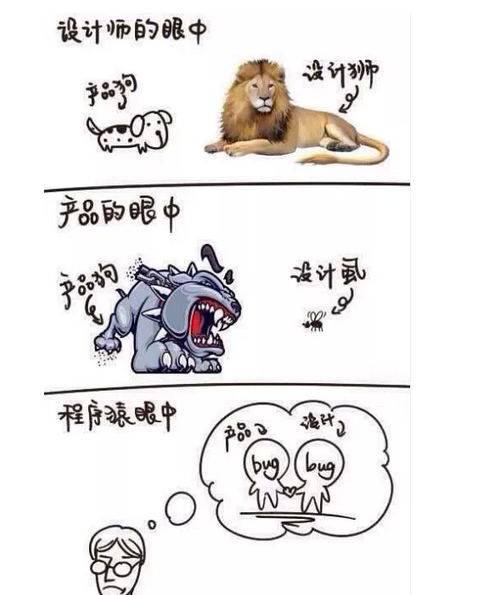 设计师的眼中
产品狗
设计狮
产品的眼中
产品狗
设计虱
程序猿眼中
产品
设计
bug
bug